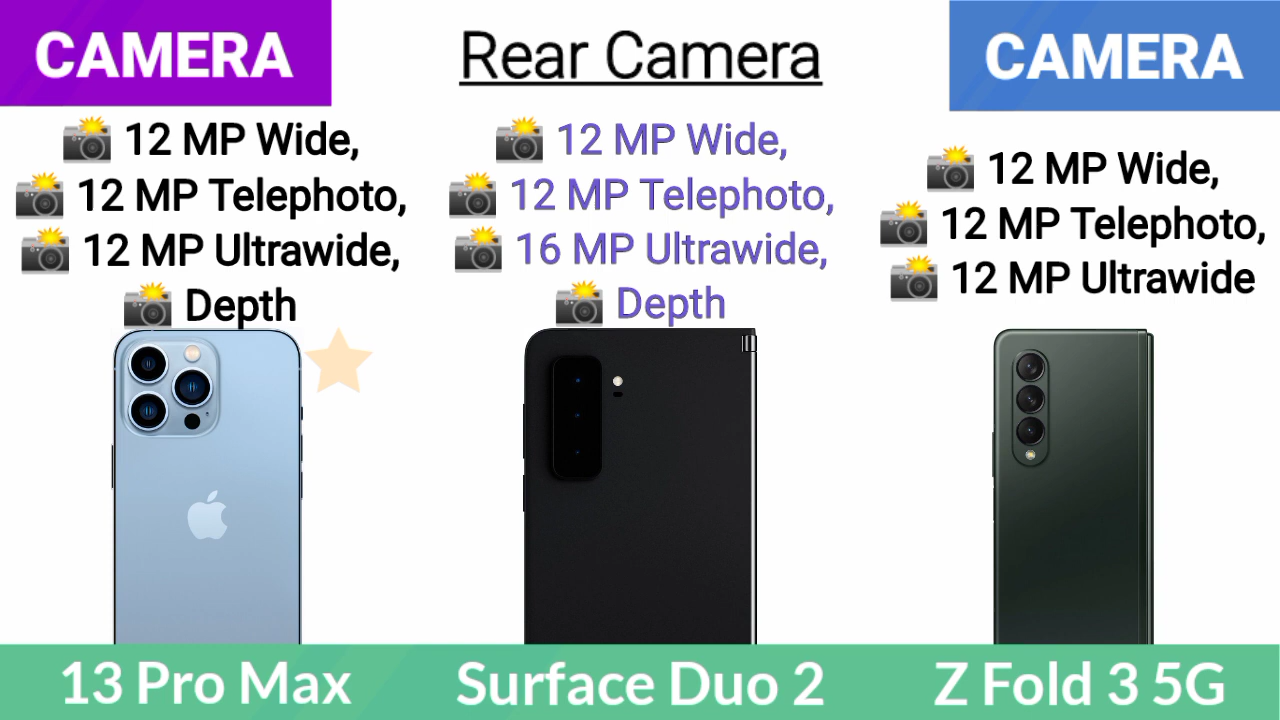 CAMERA
Rear Camera
CAMERA
12 MP Wide,
12 MP Telephoto,
12 MP Ultrawide,
Depth
12 MP Wide,
12 MP Telephoto,
16 MP Ultrawide,
Depth
12 MP Wide,
12 MP Telephoto,
12 MP Ultrawide
13 Pro Max
Surface Duo 2
Z Fold 3 5G